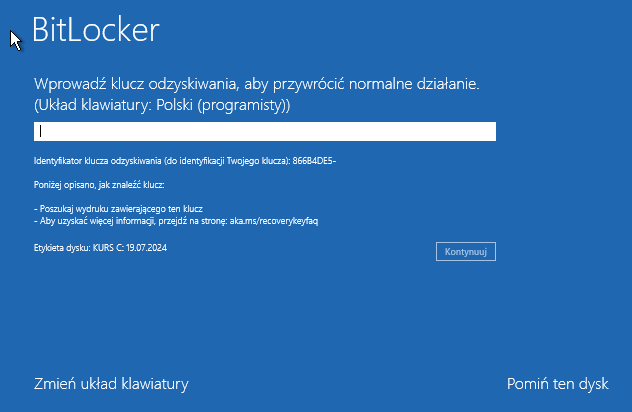 BitLocker
Wprowadź klucz odzyskiwania, aby przywrócić normalne działanie.
(Układ klawiatury: Polski (programisty))
Identyfikator klucza odzyskiwania (do identyfikacji Twojego klucza): 866B4DE5-
Poniżej opisano, jak znaleźć klucz:
- Poszukaj wydruku zawierającego ten klucz
- Aby uzyskać więcej informacji, przejdź na stronę: aka.ms/recoverykeyfaq
Etykieta dysku: KURS C: 19.07.2024
Kontynuuj
Zmień układ klawiatury
Pomiń ten dysk